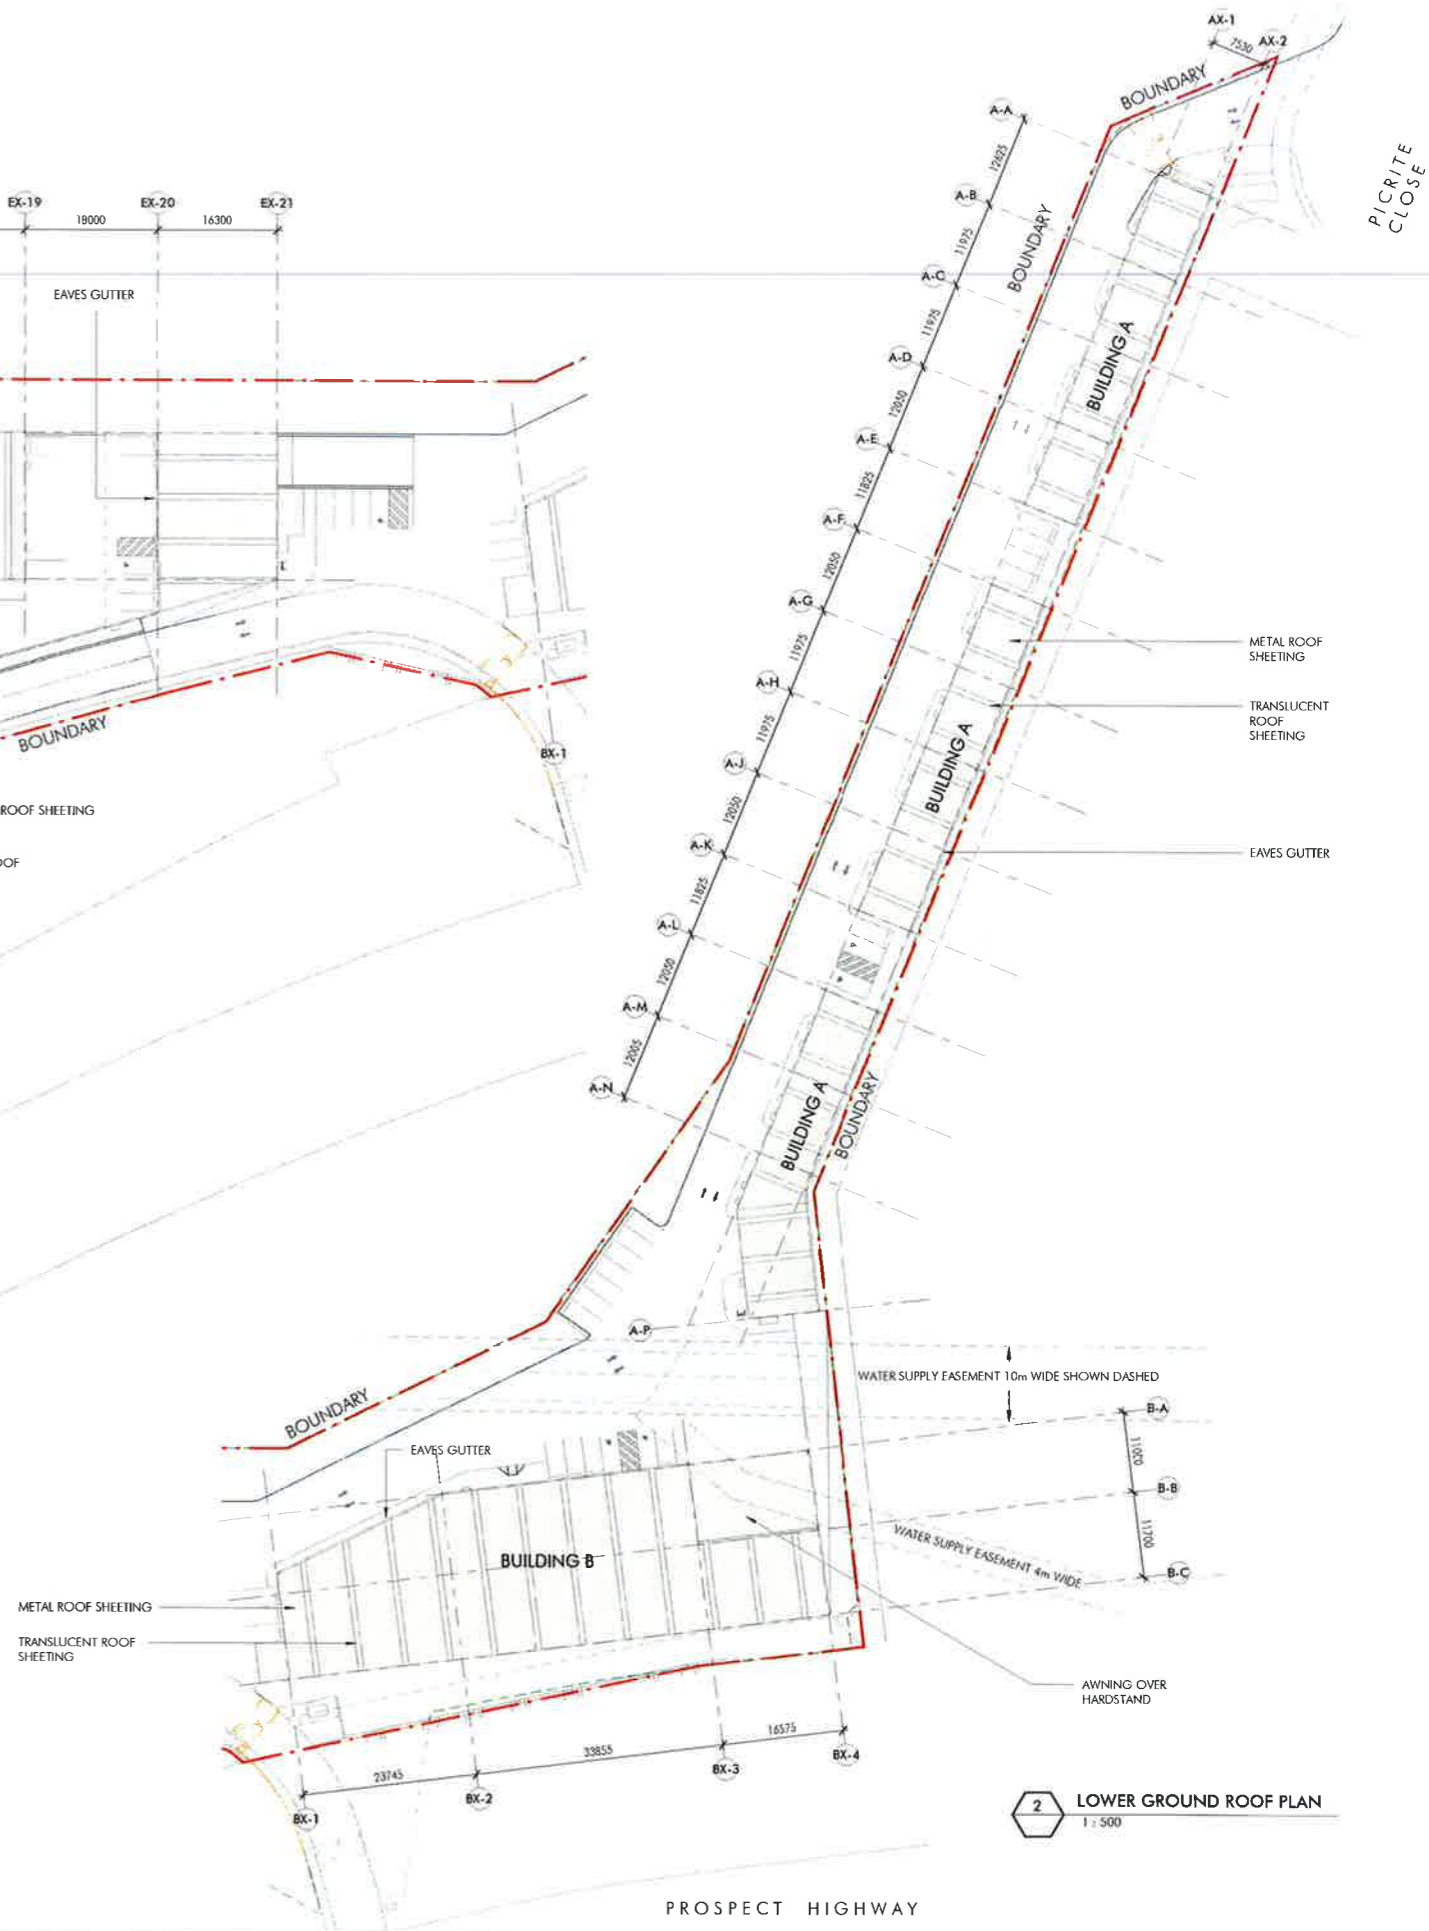 AX-1
7530
AX-2
BOUNDARY
A-A
12625
PICRITE
CLOSE
A-B
BOUNDARY
11975
EX-19
EX-20
EX-21
18000
16300
A-C
11975
EAVES GUTTER
BUILDING A
A-D
12050
A-E
11825
A-F
12050
A-G
METAL ROOF
SHEETING
11975
A-H
TRANSLUCENT
ROOF
SHEETING
BOUNDARY
11975
BUILDING A
BX-1
A-J
12050
ROOF SHEETING
A-K
EAVES GUTTER
11825
A-L
12050
A-M
12005
A-N
BUILDING A
BOUNDARY
A-P
WATER SUPPLY EASEMENT 10m WIDE SHOWN DASHED
BOUNDARY
B-A
EAVES GUTTER
11000
B-B
WATER SUPPLY EASEMENT 4m WIDE
11700
BUILDING B
B-C
METAL ROOF SHEETING
TRANSLUCENT ROOF
SHEETING
AWNING OVER
HARDSTAND
16575
33855
BX-4
BX-3
23745
BX-2
BX-1
2
LOWER GROUND ROOF PLAN
1 : 500
PROSPECT HIGHWAY